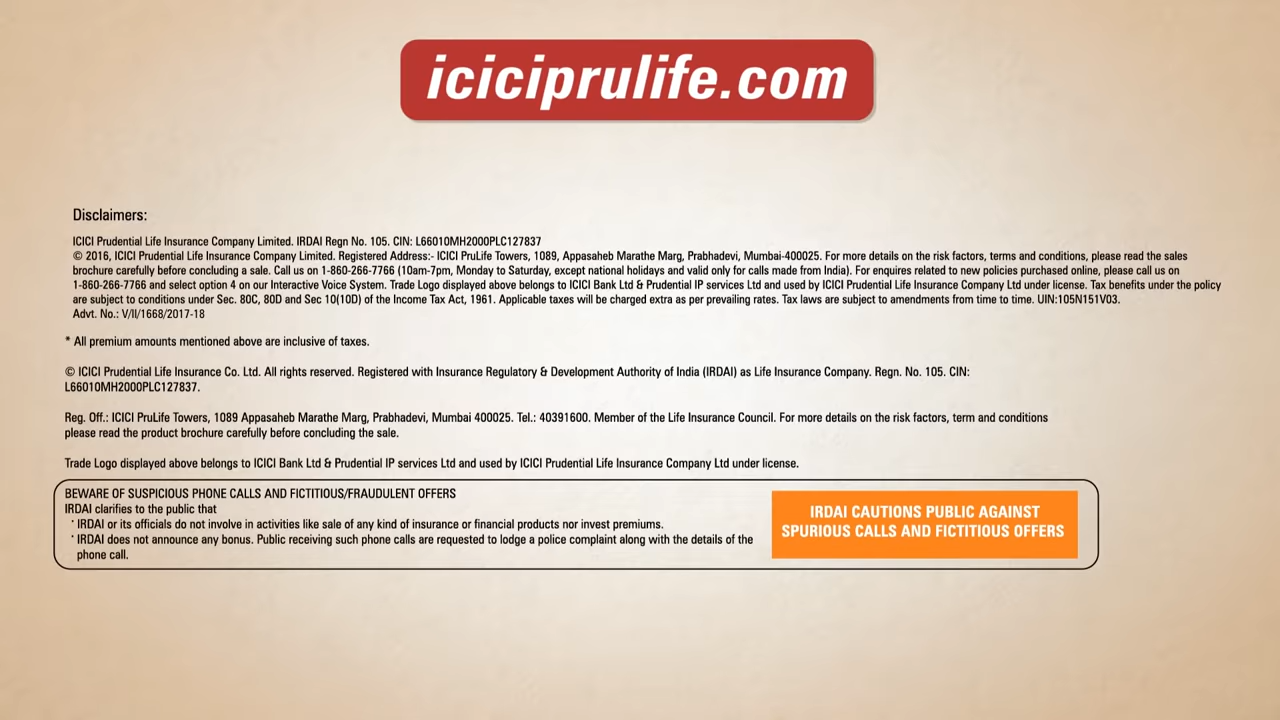 iciciprulife.com
Disclaimers:
ICICI Prudential Life Insurance Company Limited. IRDAI Regn No. 105. CIN: L66010MH2000PLC127837
© 2016, ICICI Prudential Life Insurance Company Limited. Registered Address:- ICICI PruLife Towers, 1089, Appasaheb Marathe Marg, Prabhadevi, Mumbai-400025. For more details on the risk factors, terms and conditions, please read the sales
brochure carefully before concluding a sale. Call us on 1-860-266-7766 (10am-7pm, Monday to Saturday, except national holidays and valid only for calls made from India). For enquires related to new policies purchased online, please call us on
1-860-266-7766 and select option 4 on our Interactive Voice System. Trade Logo displayed above belongs to ICICI Bank Ltd & Prudential IP services Ltd and used by ICICI Prudential Life Insurance Company Ltd under license. Tax benefits under the policy
are subject to conditions under Sec. 80C, 80D and Sec 10(10D) of the Income Tax Act, 1961. Applicable taxes will be charged extra as per prevailing rates. Tax laws are subject to amendments from time to time. UIN:105N151V03.
Advt. No.: V/II/1668/2017-18
* All premium amounts mentioned above are inclusive of taxes.
© ICICI Prudential Life Insurance Co. Ltd. All rights reserved. Registered with Insurance Regulatory & Development Authority of India (IRDAI) as Life Insurance Company. Regn. No. 105. CIN:
L66010MH2000PLC127837.
Reg. Off.: ICICI PruLife Towers, 1089 Appasaheb Marathe Marg, Prabhadevi, Mumbai 400025. Tel.: 40391600. Member of the Life Insurance Council. For more details on the risk factors, term and conditions
please read the product brochure carefully before concluding the sale.
Trade Logo displayed above belongs to ICICI Bank Ltd & Prudential IP services Ltd and used by ICICI Prudential Life Insurance Company Ltd under license.
BEWARE OF SUSPICIOUS PHONE CALLS AND FICTITIOUS/FRAUDULENT OFFERS
IRDAI clarifies to the public that
• IRDAI or its officials do not involve in activities like sale of any kind of insurance or financial products nor invest premiums.
• IRDAI does not announce any bonus. Public receiving such phone calls are requested to lodge a police complaint along with the details of the
phone call.
IRDAI CAUTIONS PUBLIC AGAINST
SPURIOUS CALLS AND FICTITIOUS OFFERS